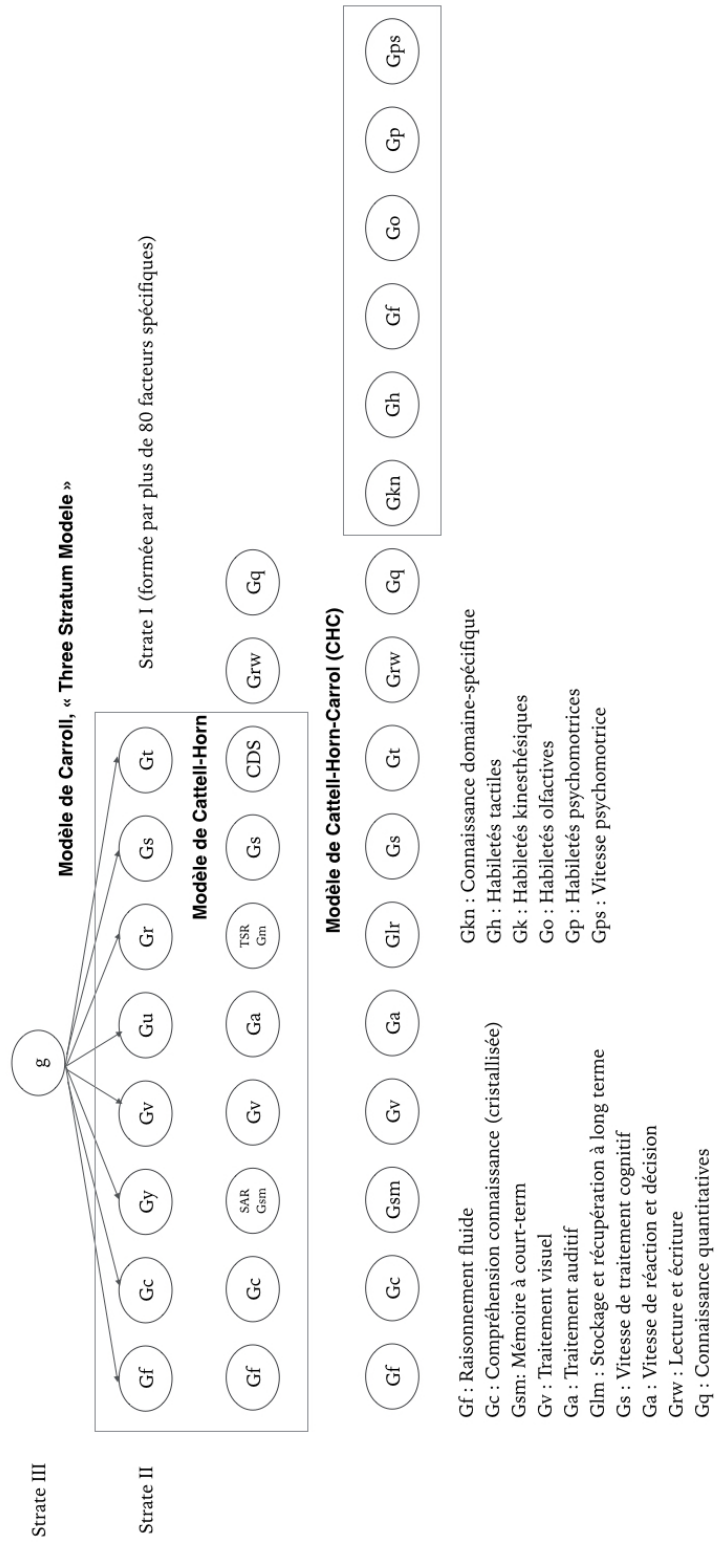 Strate III
g
Modèle de Carroll, « Three Stratum Modele »
Strate II
Gf Gc Gy Gv Gu Gr Gs Gt
Strate I (formée par plus de 80 facteurs spécifiques)
Modèle de Cattell-Horn
Gf Gc SAR Gsm Gv Ga TSR Gm Gs CDS Grw Gq
Modèle de Cattell-Horn-Carrol (CHC)
Gf Gc Gsm Gv Ga Glr Gs Gt Grw Gq Gkn Gh Gf Go Gp Gps
Gf : Raisonnement fluide
Gc : Compréhension connaissance (cristallisée)
Gsm: Mémoire à court-term
Gv : Traitement visuel
Ga : Traitement auditif
Glm : Stockage et récupération à long terme
Gs : Vitesse de traitement cognitif
Ga : Vitesse de réaction et décision
Grw : Lecture et écriture
Gq : Connaissance quantitatives
Gkn : Connaissance domaine-spécifique
Gh : Habiletés tactiles
Gk : Habiletés kinesthésiques
Go : Habiletés olfactives
Gp : Habiletés psychomotrices
Gps : Vitesse psychomotrice